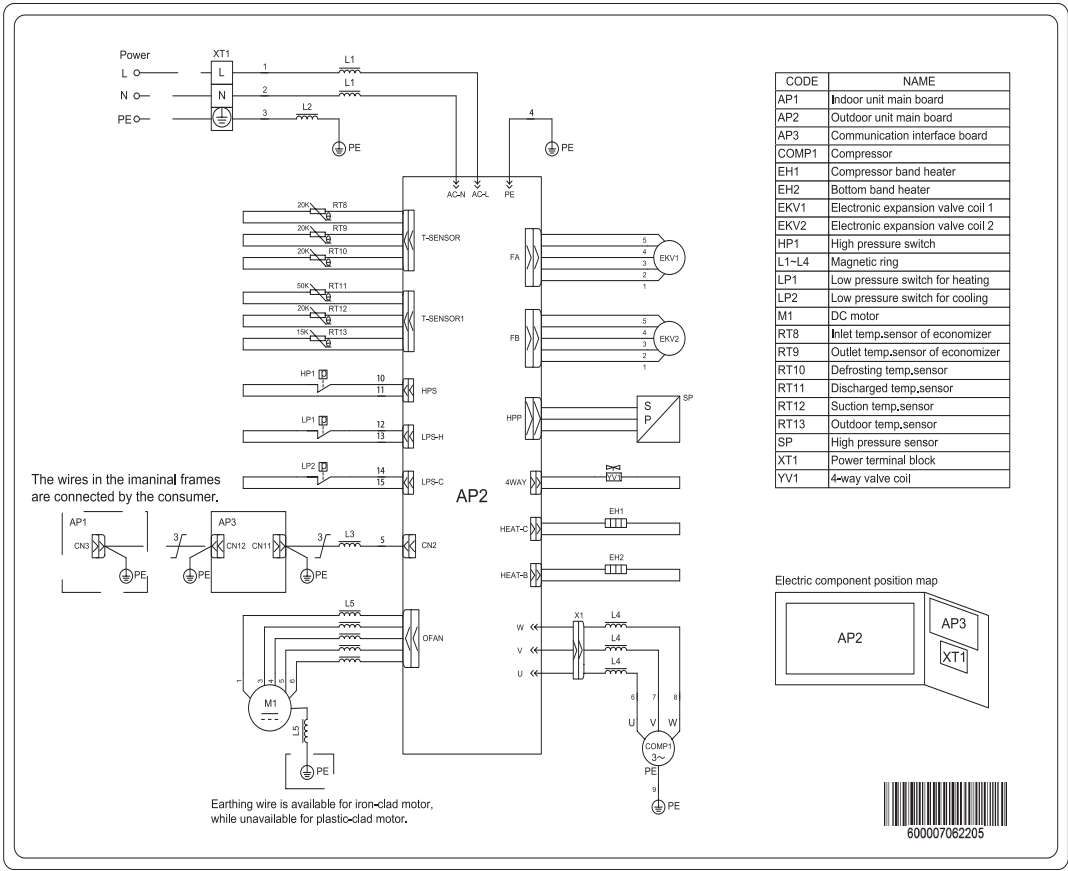 Power
XT1
L
L
1
L1
N
N
2
L1
PE
3
L2
PE
4
PE
AC-N
AC-L
PE
20K
RT8
20K
RT9
20K
RT10
T-SENSOR
50K
RT11
20K
RT12
15K
RT13
T-SENSOR1
HP1
P
10
11
HPS
LP1
P
12
13
LPS-H
LP2
P
14
15
LPS-C
AP2
The wires in the imaninal frames
are connected by the consumer.
AP1
CN3
PE
3
PE
AP3
CN12
CN11
PE
3
L3
5
CN2
L5
OFAN
1
3
4
5
6
M1
L5
PE
Earthing wire is available for iron-clad motor,
while unavailable for plastic-clad motor.
FA
5
4
3
2
1
EKV1
FB
5
4
3
2
1
EKV2
HPP
S
P
SP
4WAY
YV1
HEAT-C
EH1
HEAT-B
EH2
W
V
U
X1
L4
L4
L4
6
7
8
U
V
W
COMP1
3~
PE
9
PE
CODE NAME
AP1 Indoor unit main board
AP2 Outdoor unit main board
AP3 Communication interface board
COMP1 Compressor
EH1 Compressor band heater
EH2 Bottom band heater
EKV1 Electronic expansion valve coil 1
EKV2 Electronic expansion valve coil 2
HP1 High pressure switch
L1~L4 Magnetic ring
LP1 Low pressure switch for heating
LP2 Low pressure switch for cooling
M1 DC motor
RT8 Inlet temp.sensor of economizer
RT9 Outlet temp.sensor of economizer
RT10 Defrosting temp.sensor
RT11 Discharged temp.sensor
RT12 Suction temp.sensor
RT13 Outdoor temp.sensor
SP High pressure sensor
XT1 Power terminal block
YV1 4-way valve coil
Electric component position map
AP2
AP3
XT1
600007062205